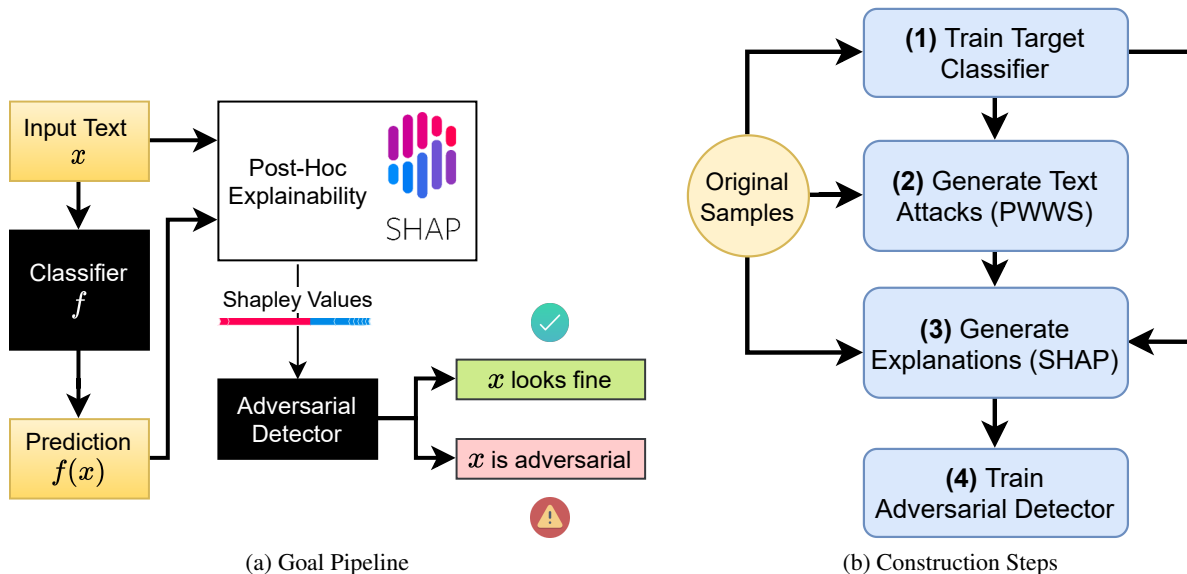 Input Text
x
Classifier
f
Prediction
f(x)
Post-Hoc
Explainability
SHAP
Shapley Values
Adversarial
Detector
x looks fine
x is adversarial
(a) Goal Pipeline
Original
Samples
(1) Train Target
Classifier
(2) Generate Text
Attacks (PWWS)
(3) Generate
Explanations (SHAP)
(4) Train
Adversarial Detector
(b) Construction Steps